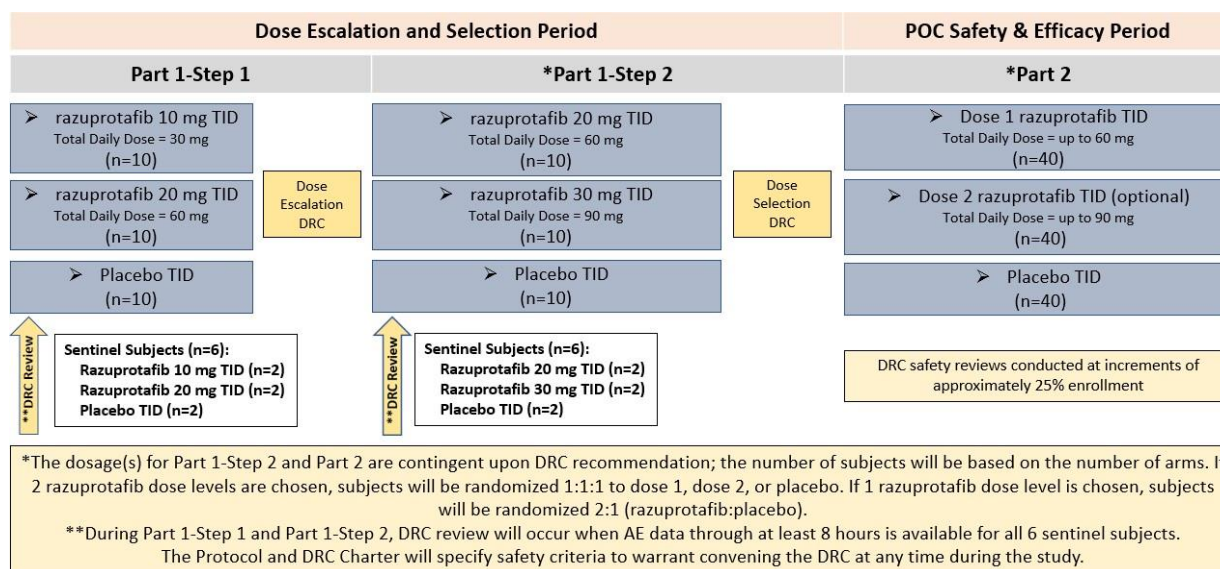 Dose Escalation and Selection Period
POC Safety & Efficacy Period
Part 1-Step 1
*Part 1-Step 2
*Part 2
➢ razuprotafib 10 mg TID
Total Daily Dose = 30 mg
(n=10)
➢ razuprotafib 20 mg TID
Total Daily Dose = 60 mg
(n=10)
➢ Placebo TID
(n=10)
Dose
Escalation
DRC
➢ razuprotafib 20 mg TID
Total Daily Dose = 60 mg
(n=10)
➢ razuprotafib 30 mg TID
Total Daily Dose = 90 mg
(n=10)
➢ Placebo TID
(n=10)
Dose
Selection
DRC
➢ Dose 1 razuprotafib TID
Total Daily Dose = up to 60 mg
(n=40)
➢ Dose 2 razuprotafib TID (optional)
Total Daily Dose = up to 90 mg
(n=40)
➢ Placebo TID
(n=40)
**DRC Review
Sentinel Subjects (n=6):
Razuprotafib 10 mg TID (n=2)
Razuprotafib 20 mg TID (n=2)
Placebo TID (n=2)
**DRC Review
Sentinel Subjects (n=6):
Razuprotafib 20 mg TID (n=2)
Razuprotafib 30 mg TID (n=2)
Placebo TID (n=2)
DRC safety reviews conducted at increments of
approximately 25% enrollment
*The dosage(s) for Part 1-Step 2 and Part 2 are contingent upon DRC recommendation; the number of subjects will be based on the number of arms.
2 razuprotafib dose levels are chosen, subjects will be randomized 1:1:1 to dose 1, dose 2, or placebo. If 1 razuprotafib dose level is chosen, subjects
will be randomized 2:1 (razuprotafib:placebo).
**During Part 1-Step 1 and Part 1-Step 2, DRC review will occur when AE data through at least 8 hours is available for all 6 sentinel subjects.
The Protocol and DRC Charter will specify safety criteria to warrant convening the DRC at any time during the study.